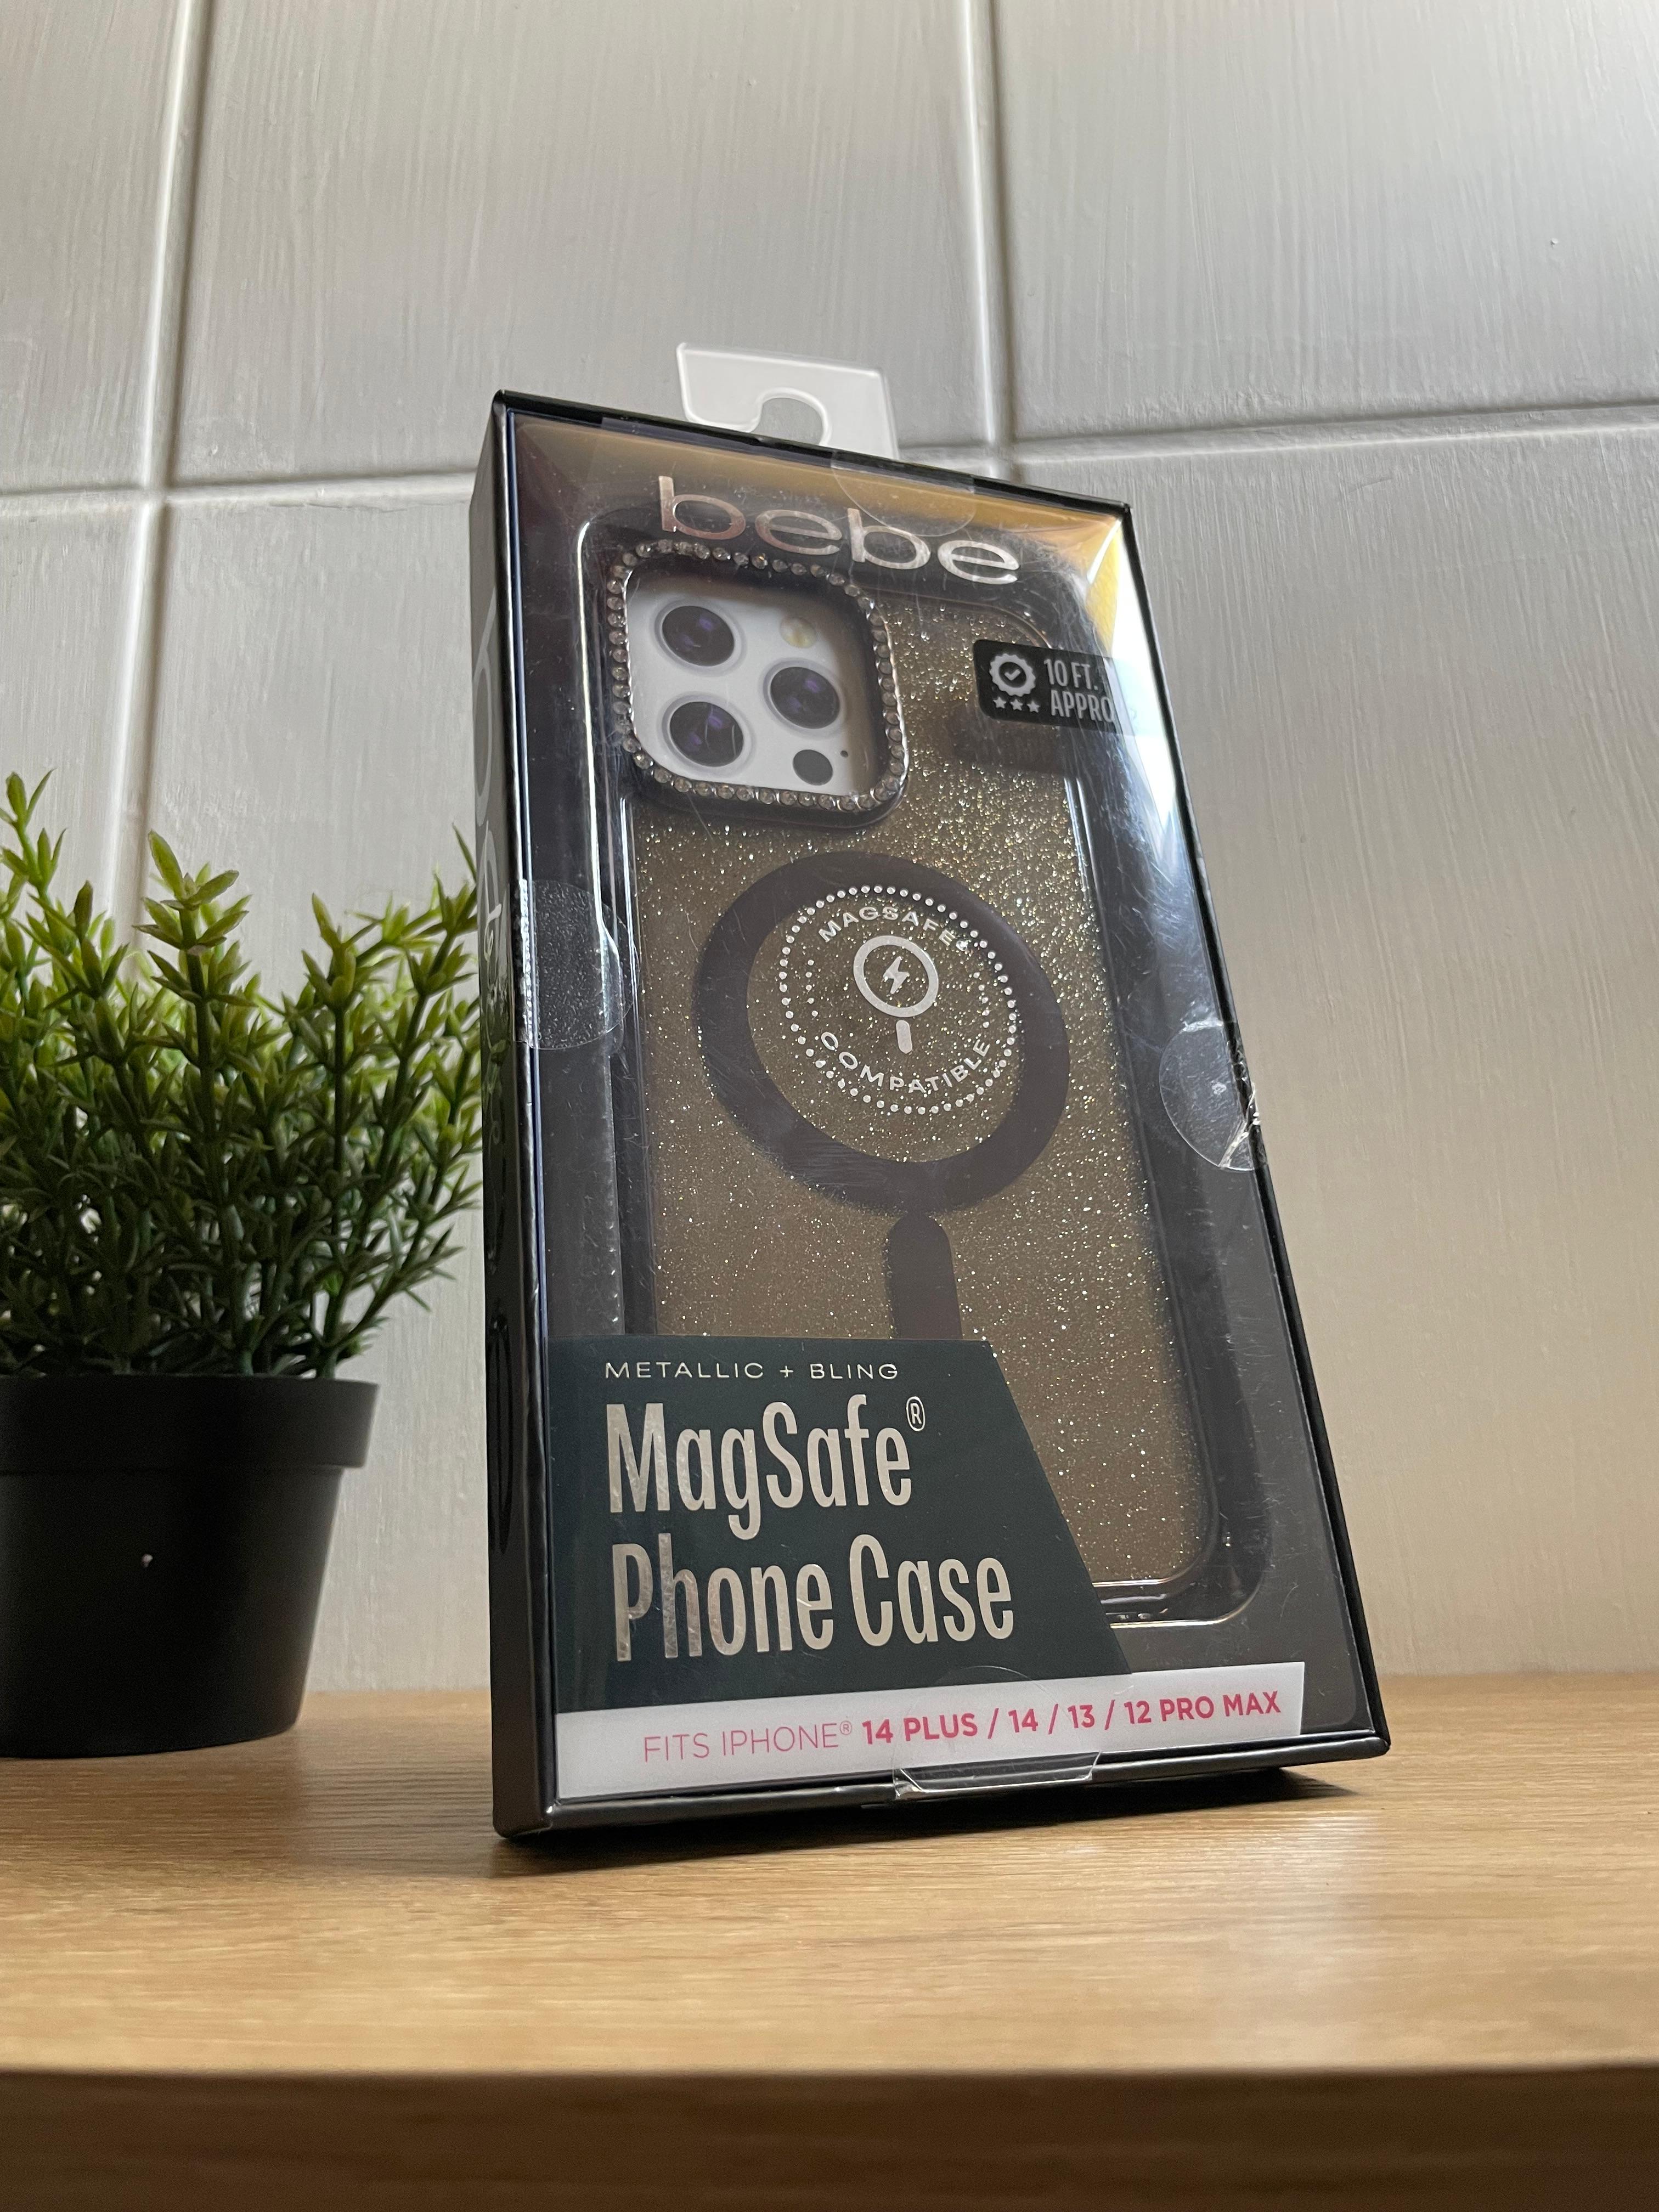 bebe
10 FT.
MAGSAFE®
COMPATIBLE
METALLIC + BLING
MagSafe®
Phone Case
FITS IPHONE® 14 PLUS / 14 / 13 / 12 PRO MAX